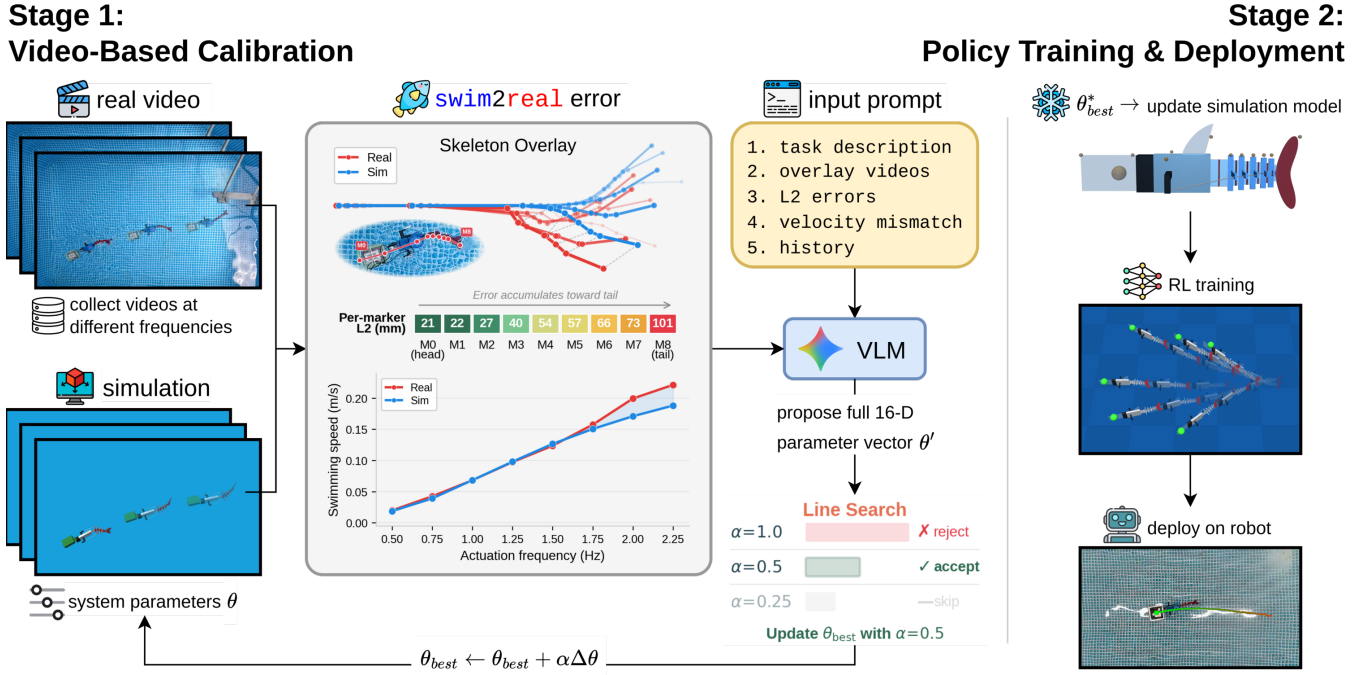 Stage 1:
Video-Based Calibration
Stage 2:
Policy Training & Deployment
real video
collect videos at
different frequencies
simulation
system parameters θ
swim2real error
Skeleton Overlay
Real
Sim
M0
M8
Error accumulates toward tail
Per-marker
L2 (mm)
21 22 27 40 54 57 66 73 101
M0 M1 M2 M3 M4 M5 M6 M7 M8
(head) (tail)
Real
Sim
Swimming speed (m/s)
0.20
0.15
0.10
0.05
0.00
0.50 0.75 1.00 1.25 1.50 1.75 2.00 2.25
Actuation frequency (Hz)
input prompt
1. task description
2. overlay videos
3. L2 errors
4. velocity mismatch
5. history
VLM
propose full 16-D
parameter vector θ′
Line Search
α=1.0 ✗ reject
α=0.5 ✓ accept
α=0.25 —skip
Update θbest with α=0.5
θbest ← θbest + αΔθ
θ*best → update simulation model
RL training
deploy on robot